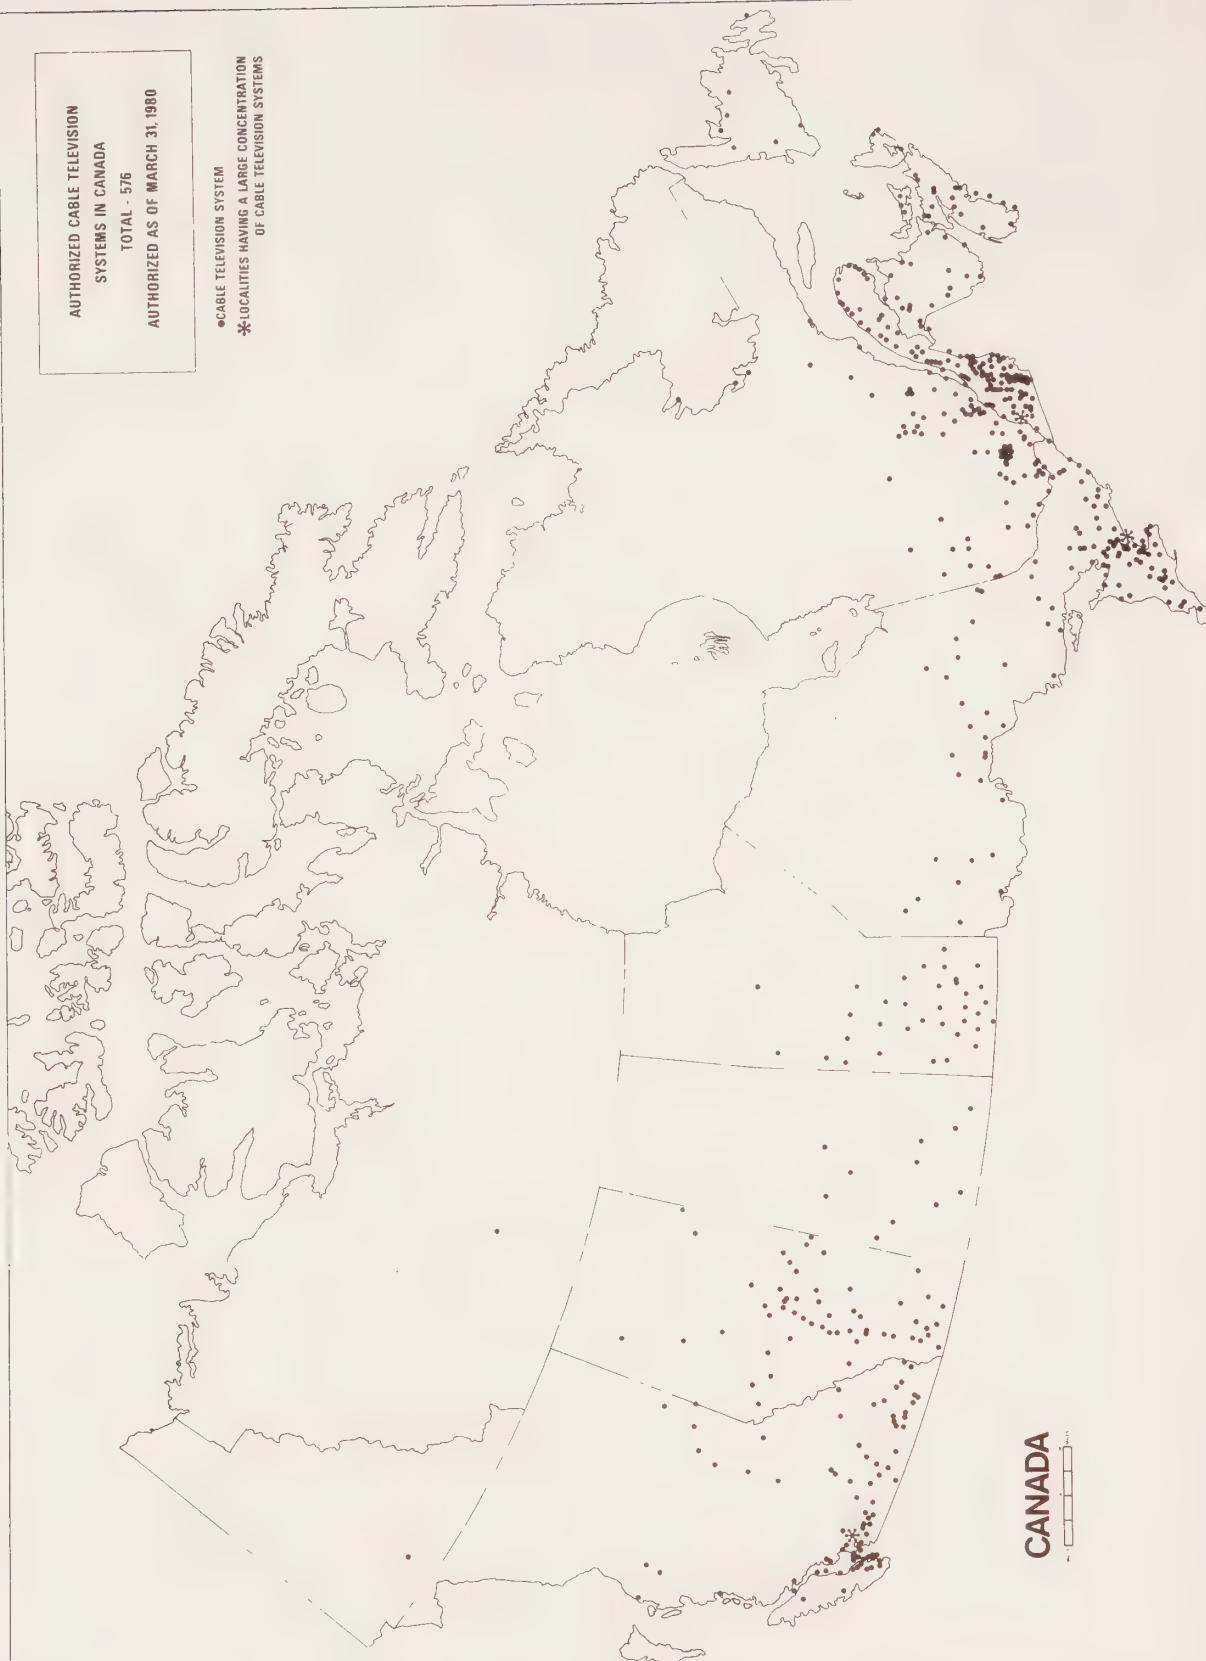 AUTHORIZED CABLE TELEVISION
SYSTEMS IN CANADA
TOTAL - 576
AUTHORIZED AS OF MARCH 31, 1980
●CABLE TELEVISION SYSTEM
✳LOCALITIES HAVING A LARGE CONCENTRATION
OF CABLE TELEVISION SYSTEMS
CANADA